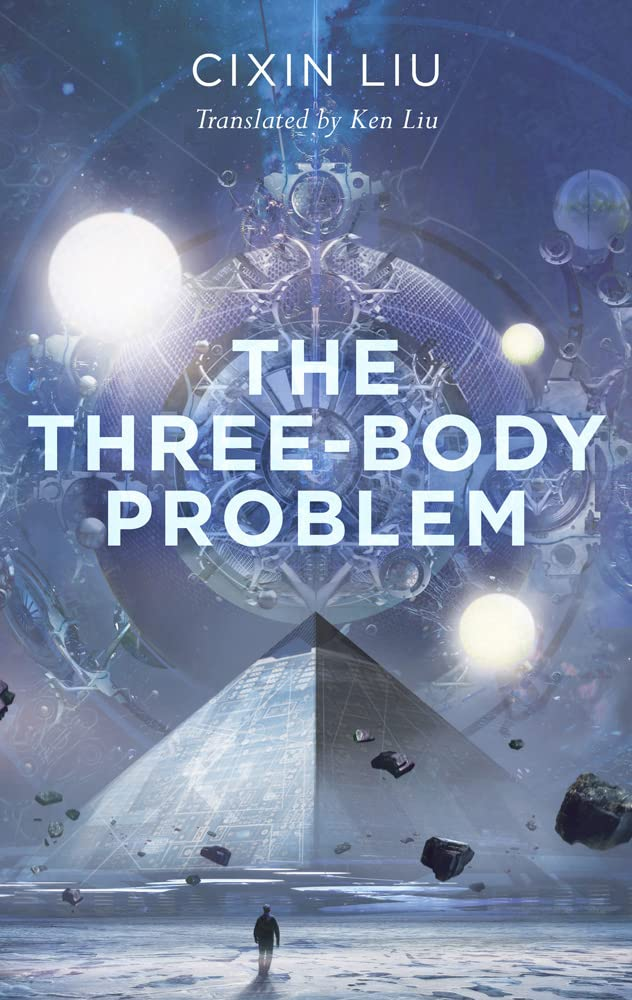 CIXIN LIU
Translated by Ken Liu
THE
THREE-BODY
PROBLEM